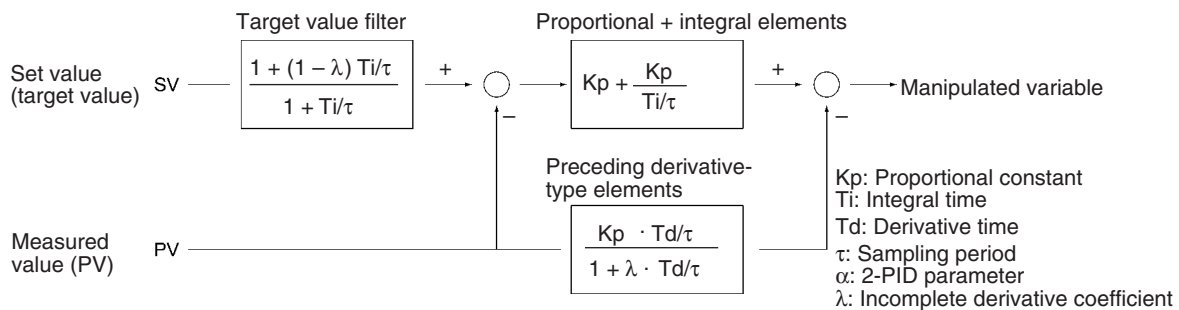 Target value filter
Proportional + integral elements
Set value
(target value)
SV
1 + (1 – λ) Ti/τ
1 + Ti/τ
+
–
Kp + Kp
Ti/τ
+
–
Manipulated variable
Preceding derivative-
type elements
Measured
value (PV)
PV
Kp · Td/τ
1 + λ · Td/τ
Kp: Proportional constant
Ti: Integral time
Td: Derivative time
τ: Sampling period
α: 2-PID parameter
λ: Incomplete derivative coefficient